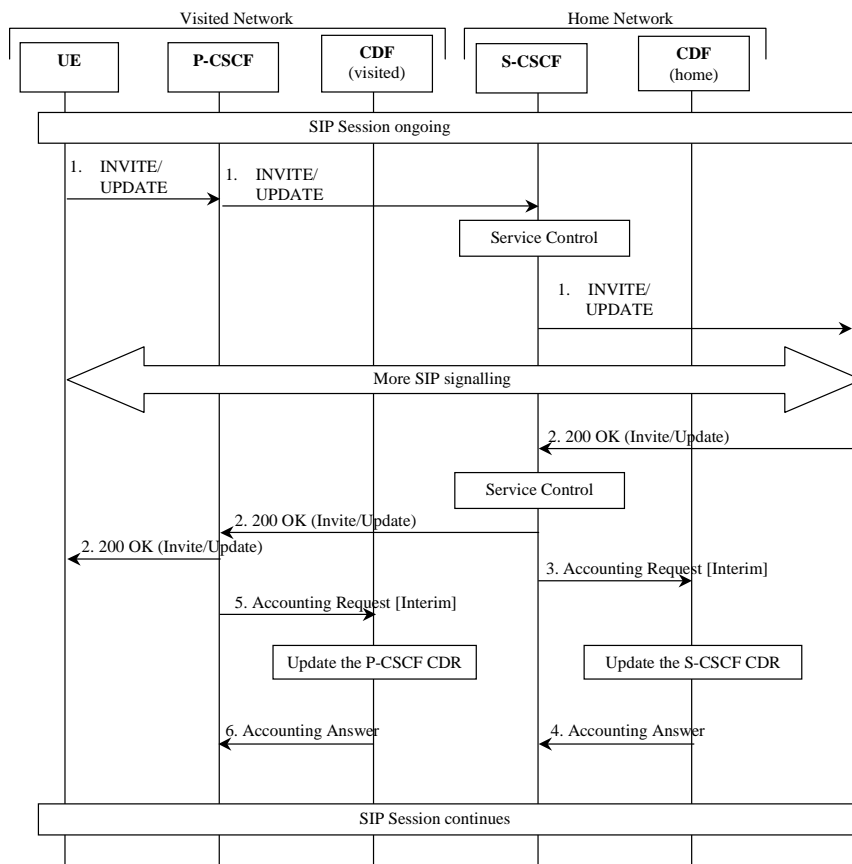 Visited Network
Home Network
UE
P-CSCF
CDF
(visited)
S-CSCF
CDF
(home)
SIP Session ongoing
1. INVITE/
UPDATE
1. INVITE/
UPDATE
Service Control
1. INVITE/
UPDATE
More SIP signalling
2. 200 OK (Invite/Update)
Service Control
2. 200 OK (Invite/Update)
2. 200 OK (Invite/Update)
3. Accounting Request [Interim]
5. Accounting Request [Interim]
Update the P-CSCF CDR
Update the S-CSCF CDR
6. Accounting Answer
4. Accounting Answer
SIP Session continues